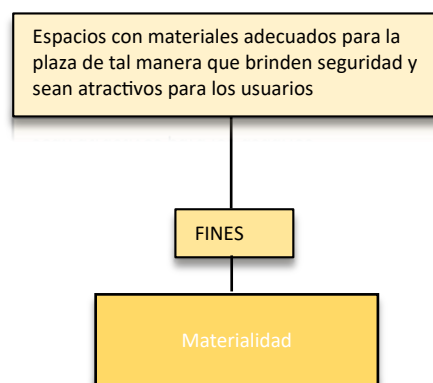 Espacios con materiales adecuados para la
plaza de tal manera que brinden seguridad y
sean atractivos para los usuarios
FINES
Materialidad